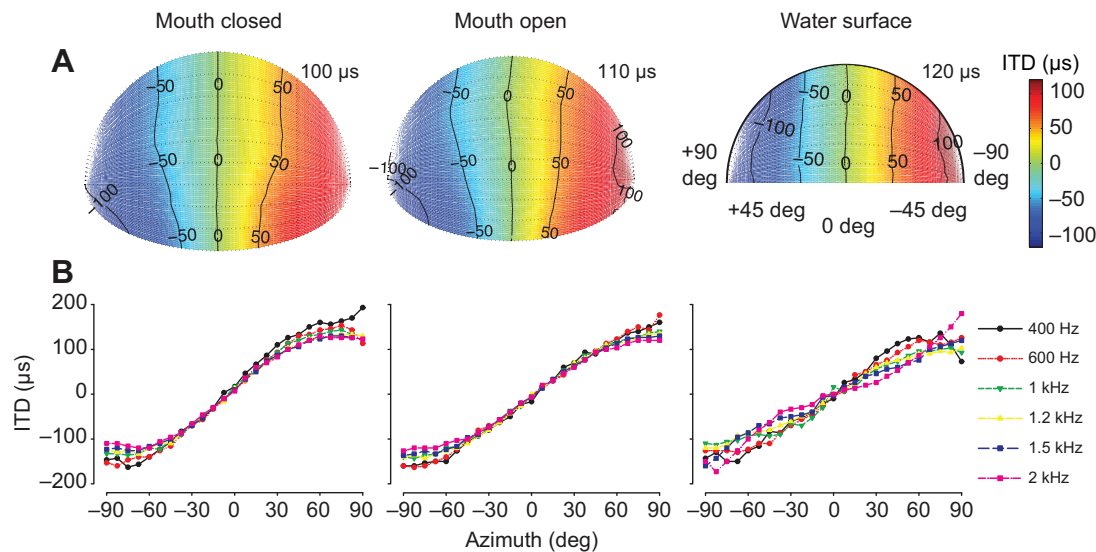 Mouth closed
Mouth open
Water surface
A
100 µs
110 µs
120 µs
ITD (µs)
–50
0
50
–50
0
50
–100
–50
0
50
–50
0
50
100
–100
–50
0
50
100
–100
–50
0
50
–50
0
50
–100
100
–50
0
50
+90
deg
–90
deg
+45 deg
–45 deg
0 deg
100
50
0
–50
–100
B
200
100
0
–100
–200
ITD (µs)
–90
–60
–30
0
30
60
90
–90
–60
–30
0
30
60
90
–90
–60
–30
0
30
60
90
Azimuth (deg)
400 Hz
600 Hz
1 kHz
1.2 kHz
1.5 kHz
2 kHz